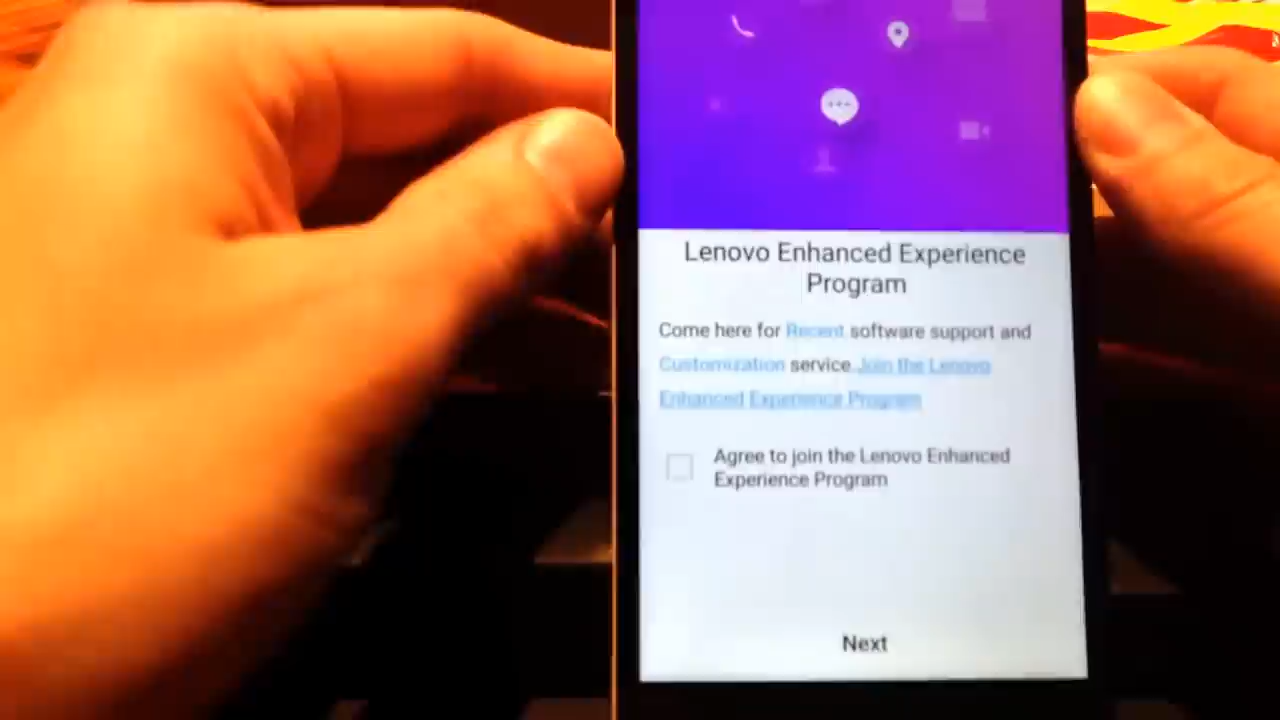 Lenovo Enhanced Experience
Program
Come here for Recent software support and
Customization service.Join the Lenovo
Enhanced Experience Program
Agree to join the Lenovo Enhanced
Experience Program
Next